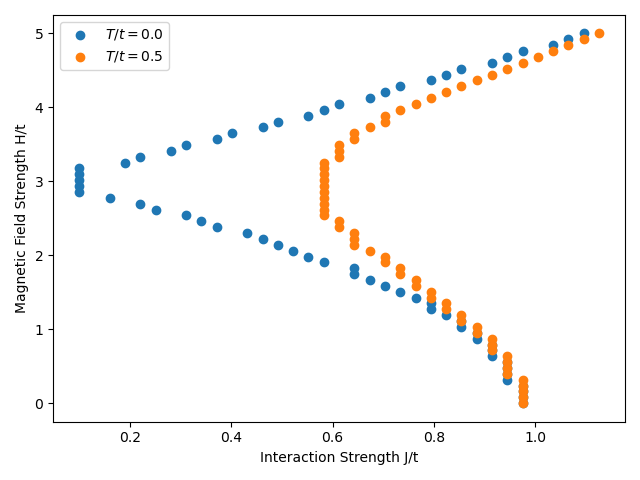 T/t = 0.0
T/t = 0.5
Magnetic Field Strength H/t
5
4
3
2
1
0
0.2 0.4 0.6 0.8 1.0
Interaction Strength J/t